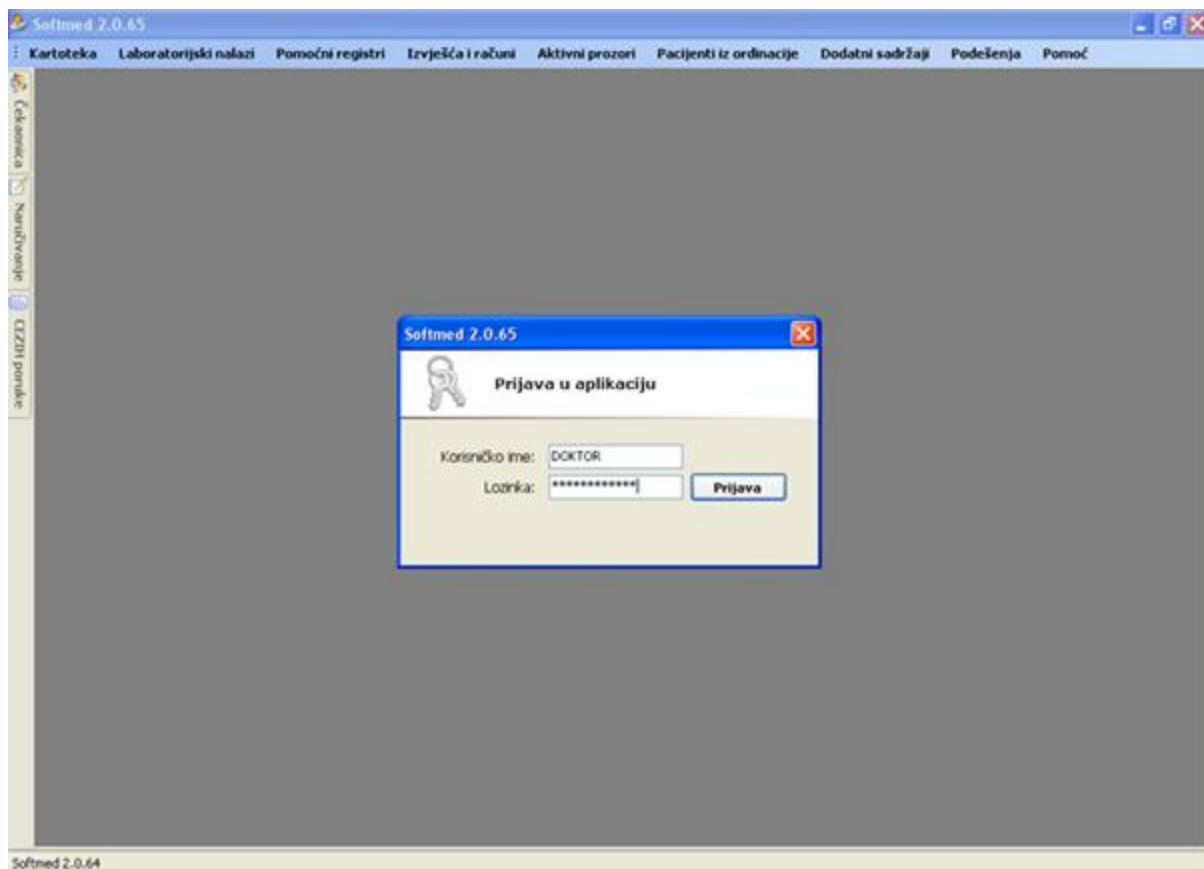 Softmed 2.0.65
Kartoteka Laboratorijski nalazi Pomoćni registri Izvješća i računi Aktivni prozori Pacijenti iz ordinacije Dodatni sadržaji Podešenja Pomoć
Čekaonica
Naručivanje
CEZIH poruke
Softmed 2.0.65
Prijava u aplikaciju
Korisničko ime: DOKTOR
Lozinka: ************ Prijava
Softmed 2.0.64